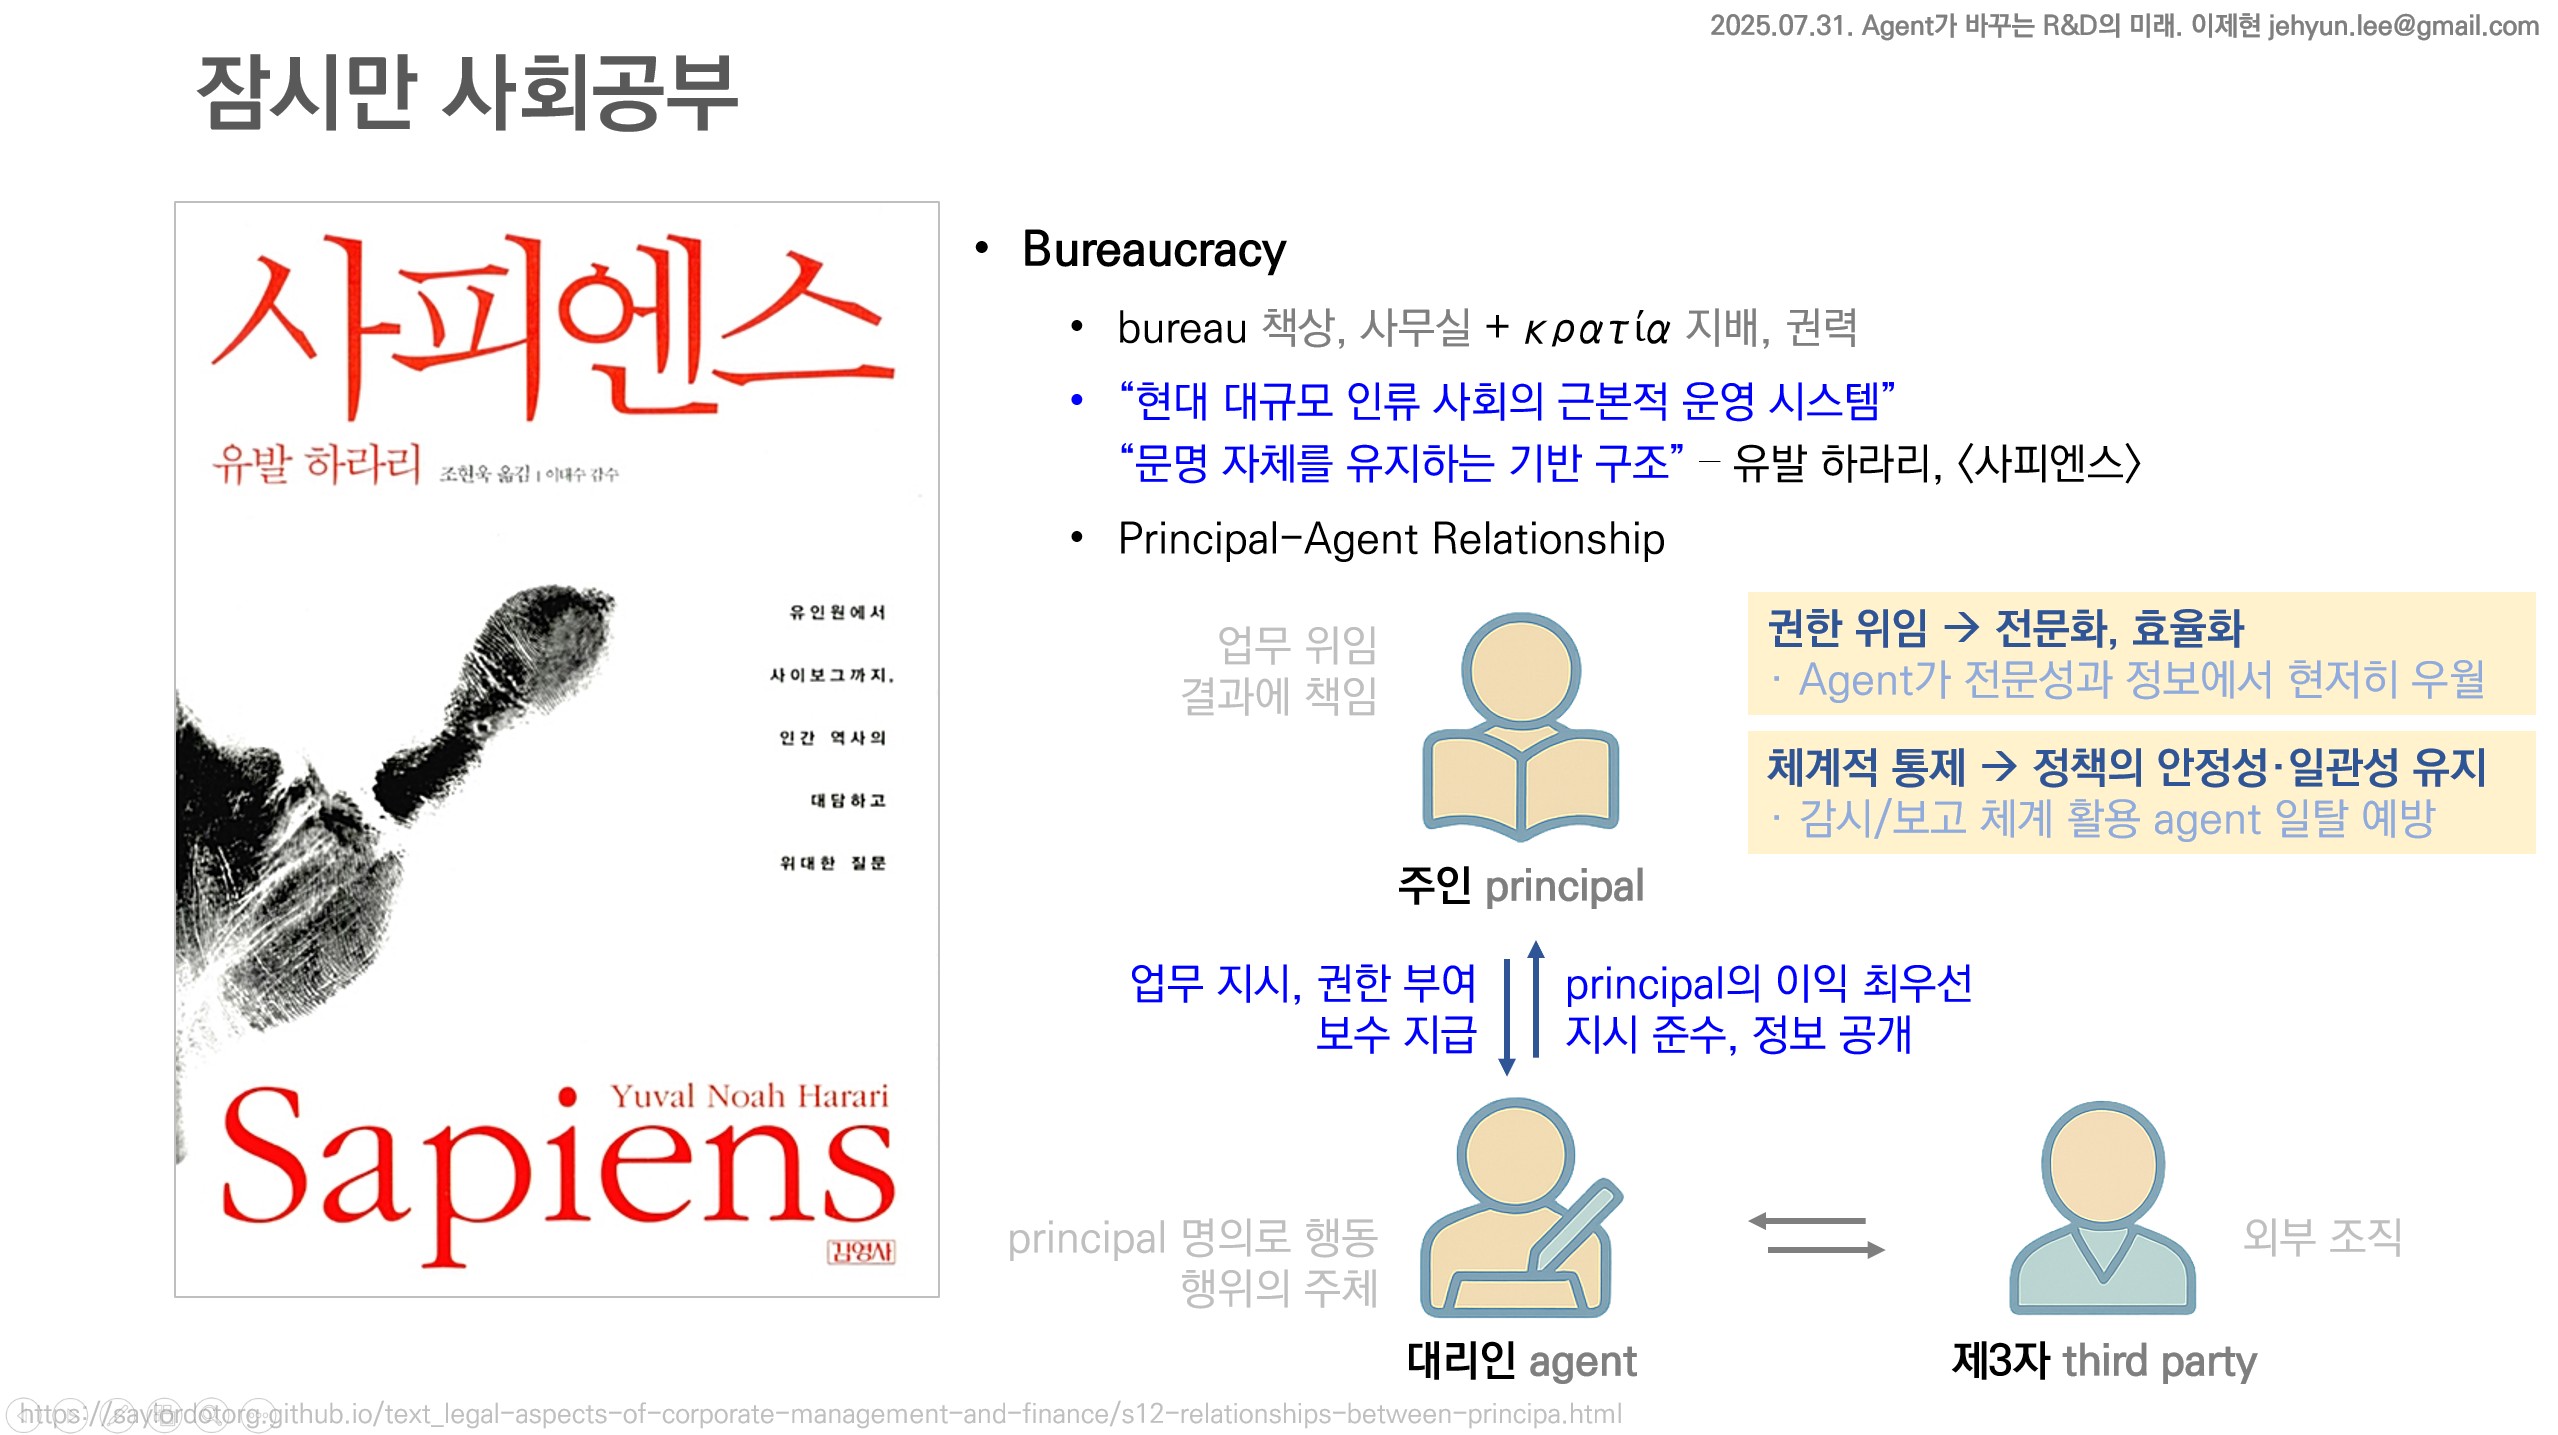 2025.07.31. Agent가 바꾸는 R&D의 미래. 이제현 jehyun.lee@gmail.com
잠시만 사회공부
사피엔스
유발 하라리 조현욱 옮김 | 이태수 감수
유인원에서
사이보그까지,
인간 역사의
대담하고
위대한 질문
Yuval Noah Harari
Sapiens
김영사
• Bureaucracy
• bureau 책상, 사무실 + κρατία 지배, 권력
• “현대 대규모 인류 사회의 근본적 운영 시스템”
“문명 자체를 유지하는 기반 구조” – 유발 하라리, 〈사피엔스〉
• Principal-Agent Relationship
업무 위임
결과에 책임
주인 principal
권한 위임 → 전문화, 효율화
· Agent가 전문성과 정보에서 현저히 우월
체계적 통제 → 정책의 안정성·일관성 유지
· 감시/보고 체계 활용 agent 일탈 예방
업무 지시, 권한 부여
보수 지급
principal의 이익 최우선
지시 준수, 정보 공개
principal 명의로 행동
행위의 주체
대리인 agent
외부 조직
제3자 third party
https://saylordotorg.github.io/text_legal-aspects-of-corporate-management-and-finance/s12-relationships-between-principa.html